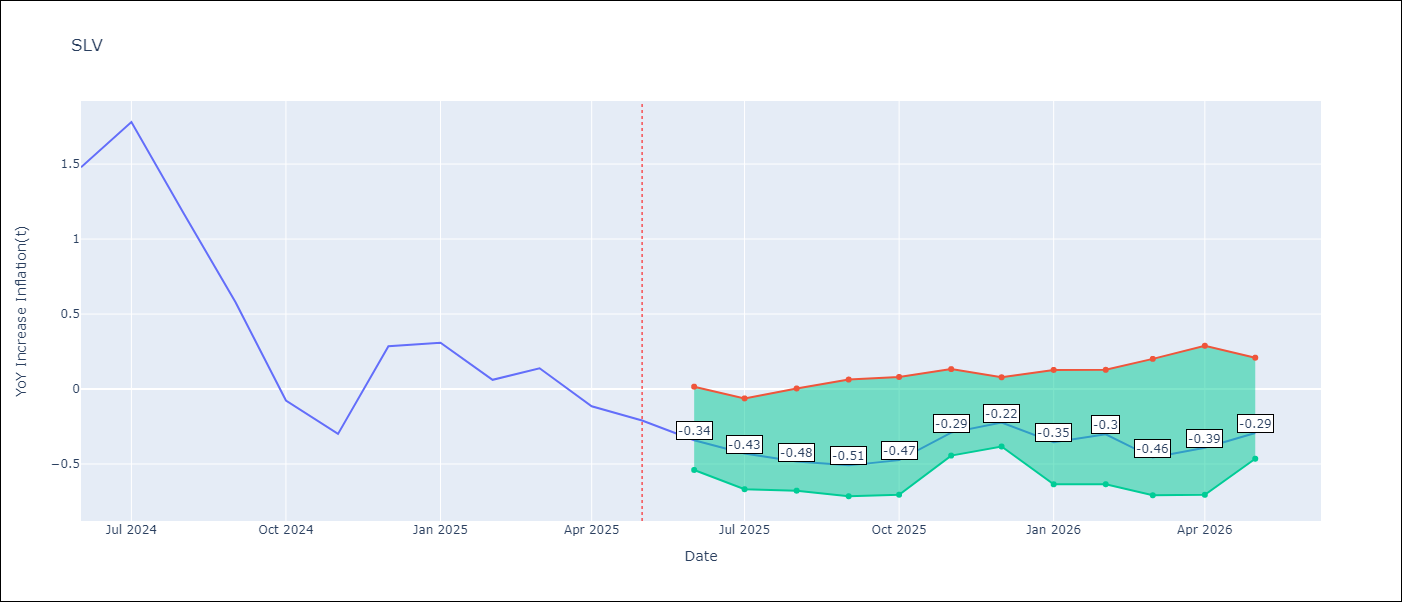 SLV
YoY Increase Inflation(t)
1.5
1
0.5
0
−0.5
-0.34
-0.43
-0.48
-0.51
-0.47
-0.29
-0.22
-0.35
-0.3
-0.46
-0.39
-0.29
Jul 2024
Oct 2024
Jan 2025
Apr 2025
Jul 2025
Oct 2025
Jan 2026
Apr 2026
Date